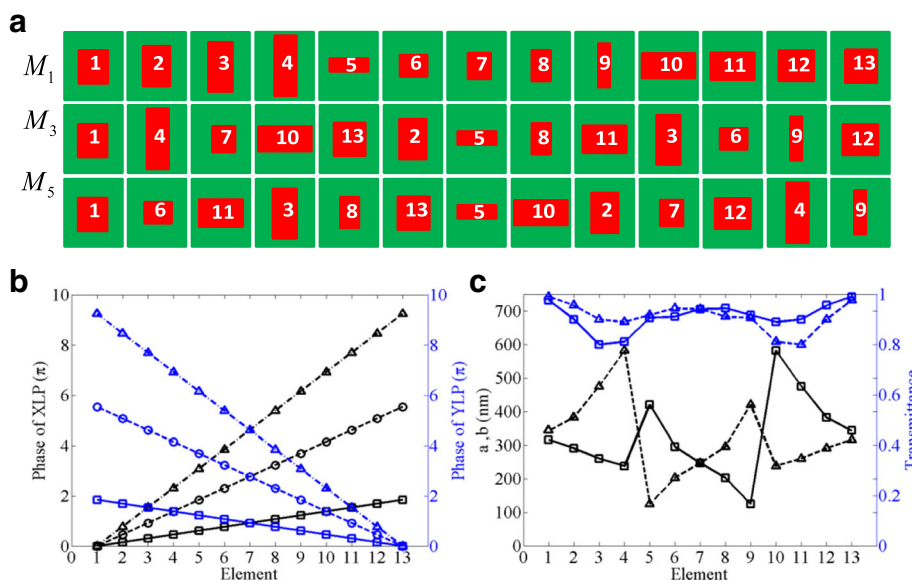 a
M1 1 2 3 4 5 6 7 8 9 10 11 12 13
M3 1 4 7 10 13 2 5 8 11 3 6 9 12
M5 1 6 11 3 8 13 5 10 2 7 12 4 9
b
10 10
8 8
6 6
4 4
2 2
0 0
Phase of XLP (π)
Phase of YLP (π)
0 1 2 3 4 5 6 7 8 9 10 11 12 13
Element
c
700 1
600 0.8
500 0.6
400
300 0.4
200 0.2
100
0 0
a ,b (nm)
Transmittance
0 1 2 3 4 5 6 7 8 9 10 11 12 13
Element